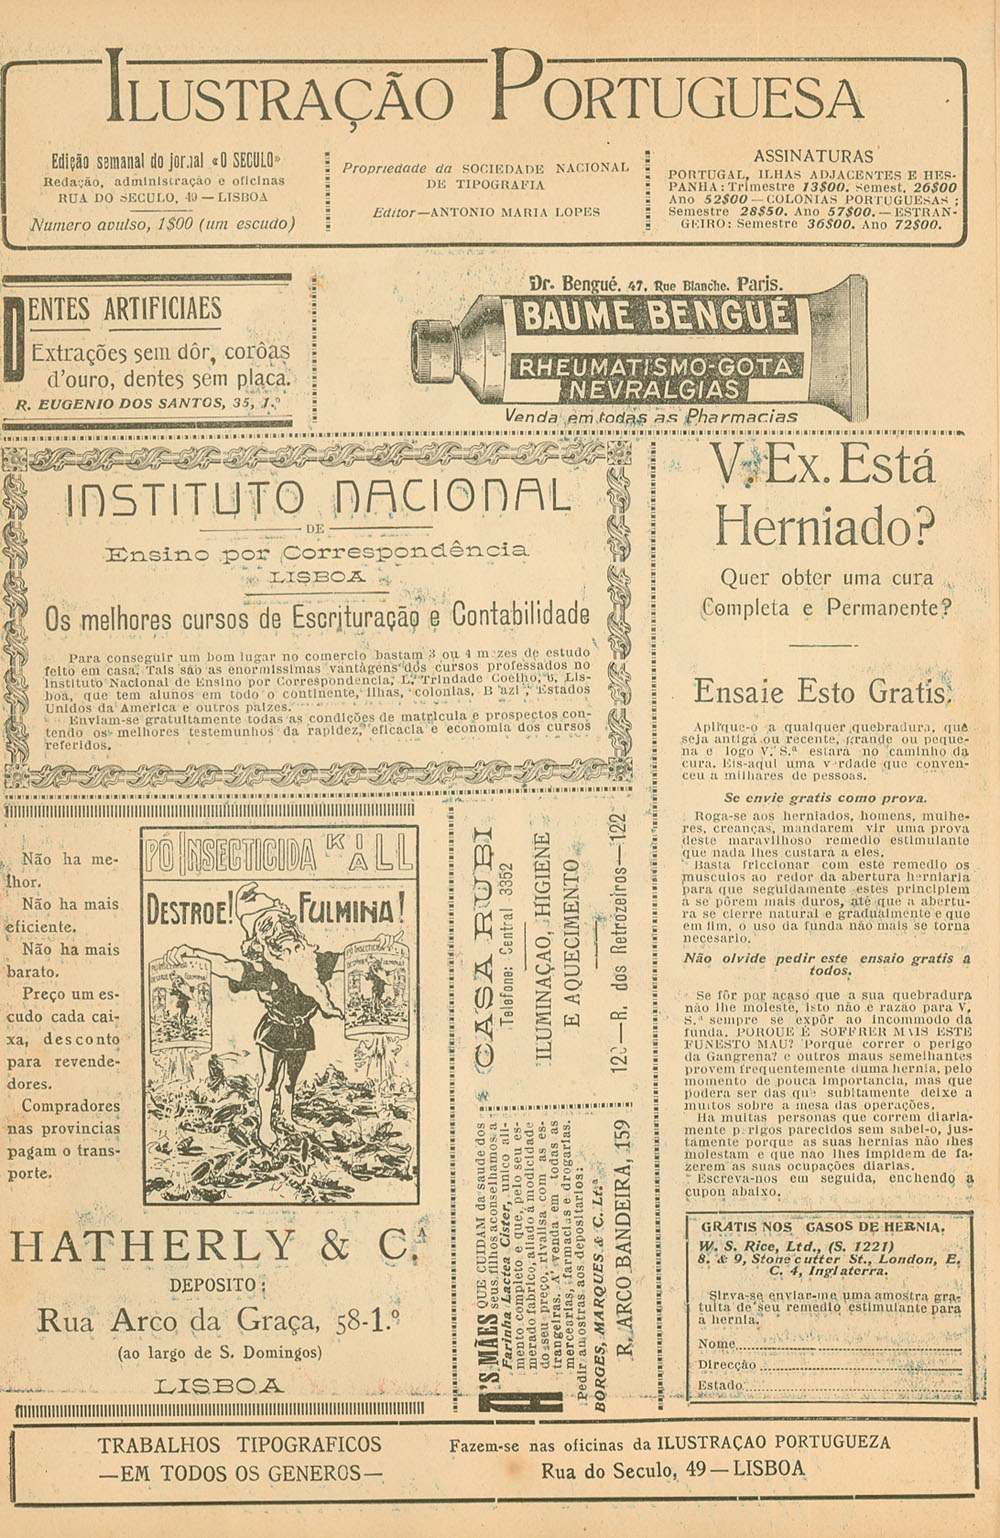 ILUSTRAÇÃO PORTUGUESA
Edição semanal do jornal «O SECULO»
Redação, administração e oficinas
RUA DO SECULO, 49 — LISBOA
Numero avulso, 1$00 (um escudo)
Propriedade da SOCIEDADE NACIONAL
DE TIPOGRAFIA
Editor—ANTONIO MARIA LOPES
ASSINATURAS
PORTUGAL, ILHAS ADJACENTES E HES-
PANHA: Trimestre 13$00. Semest. 26$00
Ano 52$00 — COLONIAS PORTUGUESAS:
Semestre 28$50. Ano 57$00. — ESTRAN-
GEIRO: Semestre 36$00. Ano 72$00.
DENTES ARTIFICIAES
Extrações sem dôr, corôas
d'ouro, dentes sem placa.
R. EUGENIO DOS SANTOS, 35, 1.º
Dr. Bengué, 47, Rue Blanche, Paris.
BAUME BENGUÉ
RHEUMATISMO-GOTA
NEVRALGIAS
Venda em todas as Pharmacias
INSTITUTO NACIONAL
DE
Ensino por Correspondência
LISBOA
Os melhores cursos de Escrituração e Contabilidade
Para conseguir um bom lugar no comercio bastam 3 ou 4 mezes de estudo
feito em casa. Tais são as enormissimas vantagens dos cursos professados no
Instituto Nacional de Ensino por Correspondencia, L. Trindade Coelho, 6, Lis-
boa, que tem alunos em todo o continente, ilhas, colonias, B azil, Estados
Unidos da America e outros paizes.
Enviam-se gratuitamente todas as condições de matricula e prospectos con-
tendo os melhores testemunhos da rapidez, eficacia e economia dos cursos
referidos.
V. Ex. Está
Herniado?
Quer obter uma cura
Completa e Permanente?
Ensaie Esto Gratis.
Aplique-o a qualquer quebradura, que
seja antiga ou recente, grande ou peque-
na e logo V. S.ª estará no caminho da
cura. Eis-aqui uma verdade que conven-
ceu a milhares de pessoas.
Se envie gratis como prova.
Roga-se aos herniados, homens, mulhe-
res, creanças, mandarem vir uma prova
deste maravilhoso remedio estimulante
que nada lhes custará a eles.
Basta friccionar com este remedio os
musculos ao redor da abertura herniaria
para que seguidamente estes principiem
a se pôrem mais duros, até que a abertu-
ra se cierre natural e gradualmente e que
em fim, o uso da funda não mais se torna
necesario.
Não olvide pedir este ensaio gratis a
todos.
Se fôr por acaso que a sua quebradura
não lhe moleste, isto não e razão para V.
S.ª sempre se expôr ao incommodo da
funda. PORQUE É SOFFRER MAIS ESTE
FUNESTO MAU? Porque correr o perigo
da Gangrena? e outros maus semelhantes
provem frequentemente duma hernia, pelo
momento de pouca importancia, mas que
podera ser das que subitamente deixe a
muitos sobre a mesa das operações.
Ha muitas personas que correm diaria-
mente p rigos parecidos sem sabel-o, jus-
tamente porque as suas hernias não lhes
molestam e que não lhes impidem de fa-
zerem as suas ocupações diarias.
Escreva-nos em seguida, enchendo a
cupon abaixo.
GRATIS NOS CASOS DE HERNIA.
W. S. Rice, Ltd., (S. 1221)
8. & 9, Stonecutter St., London, E.
C. 4, Inglaterra.
Sirva-se enviar-me uma amostra gra-
tuita de seu remedio estimulante para
a hernia.
Nome
Direcção
Estado
Não ha me-
lhor.
Não ha mais
eficiente.
Não ha mais
barato.
Preço um es-
cudo cada cai-
xa, desconto
para revende-
dores.
Compradores
nas provincias
pagam o trans-
porte.
PÓ INSECTICIDA KILL ALL
DESTROE! FULMINA!
HATHERLY & C.ª
DEPOSITO:
Rua Arco da Graça, 58-1.º
(ao largo de S. Domingos)
LISBOA
CASA RUBI
Telefone: Central 3352
ILUMINAÇAO, HIGIENE
E AQUECIMENTO
120—R. dos Retrozeiros—122
Á'S MÃES QUE CUIDAM da saude dos
seus filhos aconselhamos a
Farinha Lactea Cister, unico ali-
mento completo e que, pelo seu es-
merado fabrico, aliado á modicidade
do seu preço, rivalisa com as es-
trangeiras. A' venda em todas as
mercearias, farmacias e drogarias.
Pedir amostras aos depositarios:
BORGES, MARQUES & C. Lt.ª
R. ARCO BANDEIRA, 159
TRABALHOS TIPOGRAFICOS
—EM TODOS OS GENEROS—
Fazem-se nas oficinas da ILUSTRAÇAO PORTUGUEZA
Rua do Seculo, 49 — LISBOA